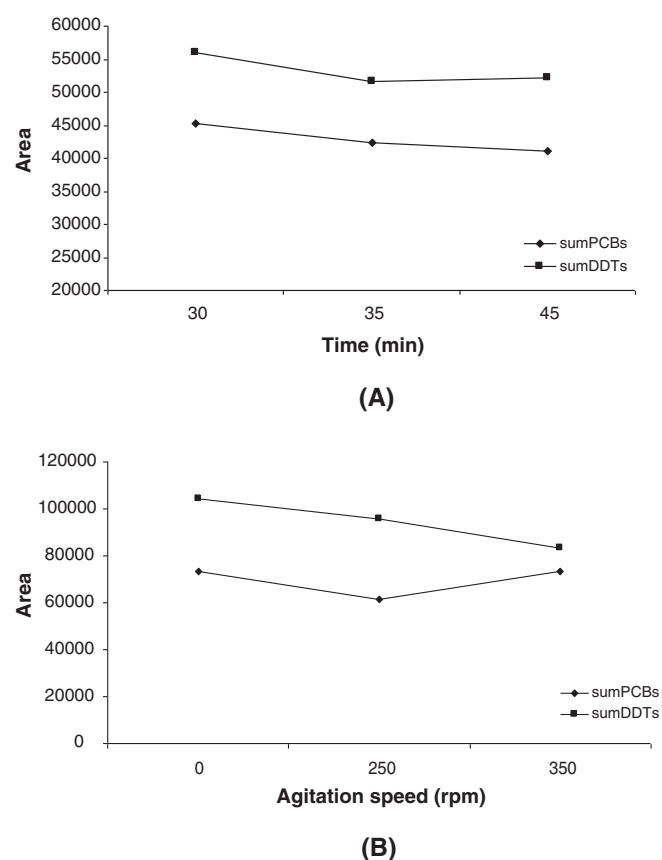 60000
55000
50000
45000
40000
35000
30000
25000
20000
Area
sumPCBs
sumDDTs
30 35 45
Time (min)
(A)
120000
100000
80000
60000
40000
20000
0
Area
sumPCBs
sumDDTs
0 250 350
Agitation speed (rpm)
(B)